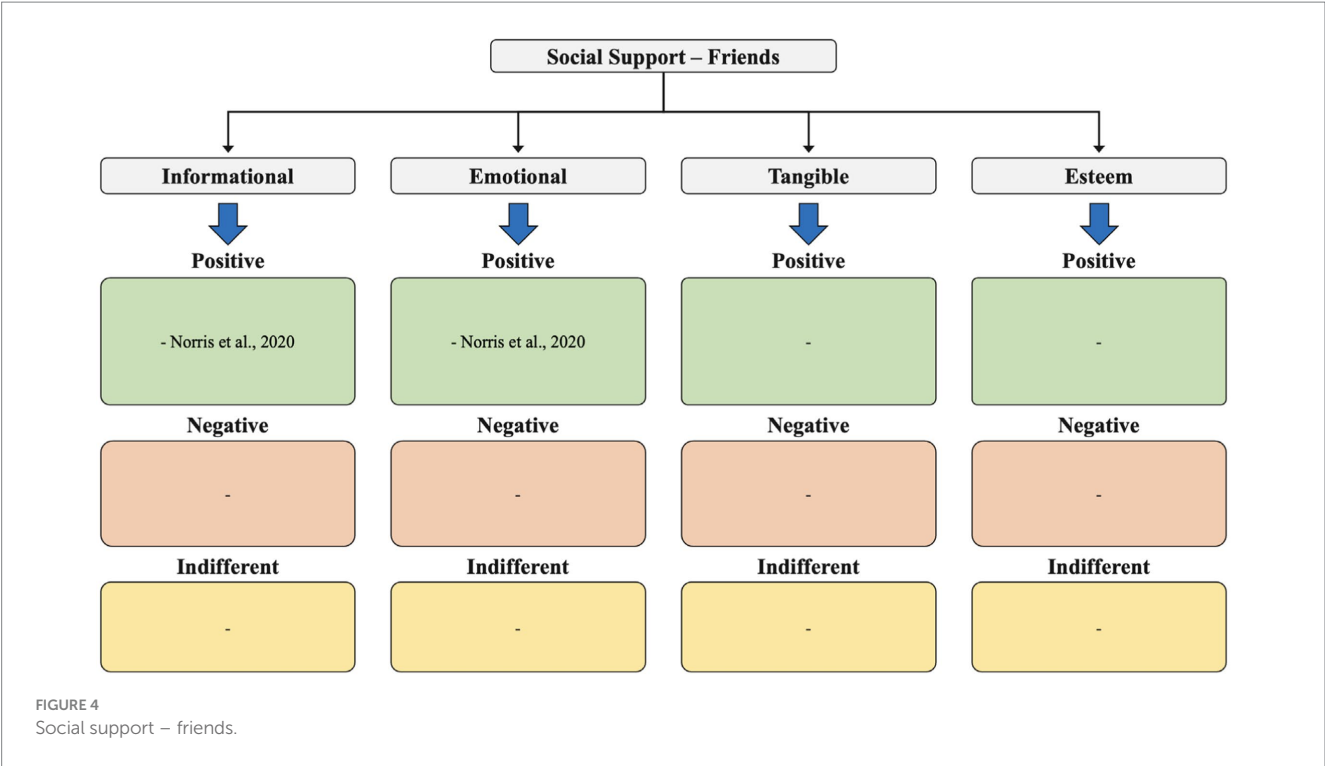 Social Support – Friends
Informational
Emotional
Tangible
Esteem
Positive
Positive
Positive
Positive
- Norris et al., 2020
- Norris et al., 2020
-
-
Negative
Negative
Negative
Negative
-
-
-
-
Indifferent
Indifferent
Indifferent
Indifferent
-
-
-
-
FIGURE 4
Social support – friends.